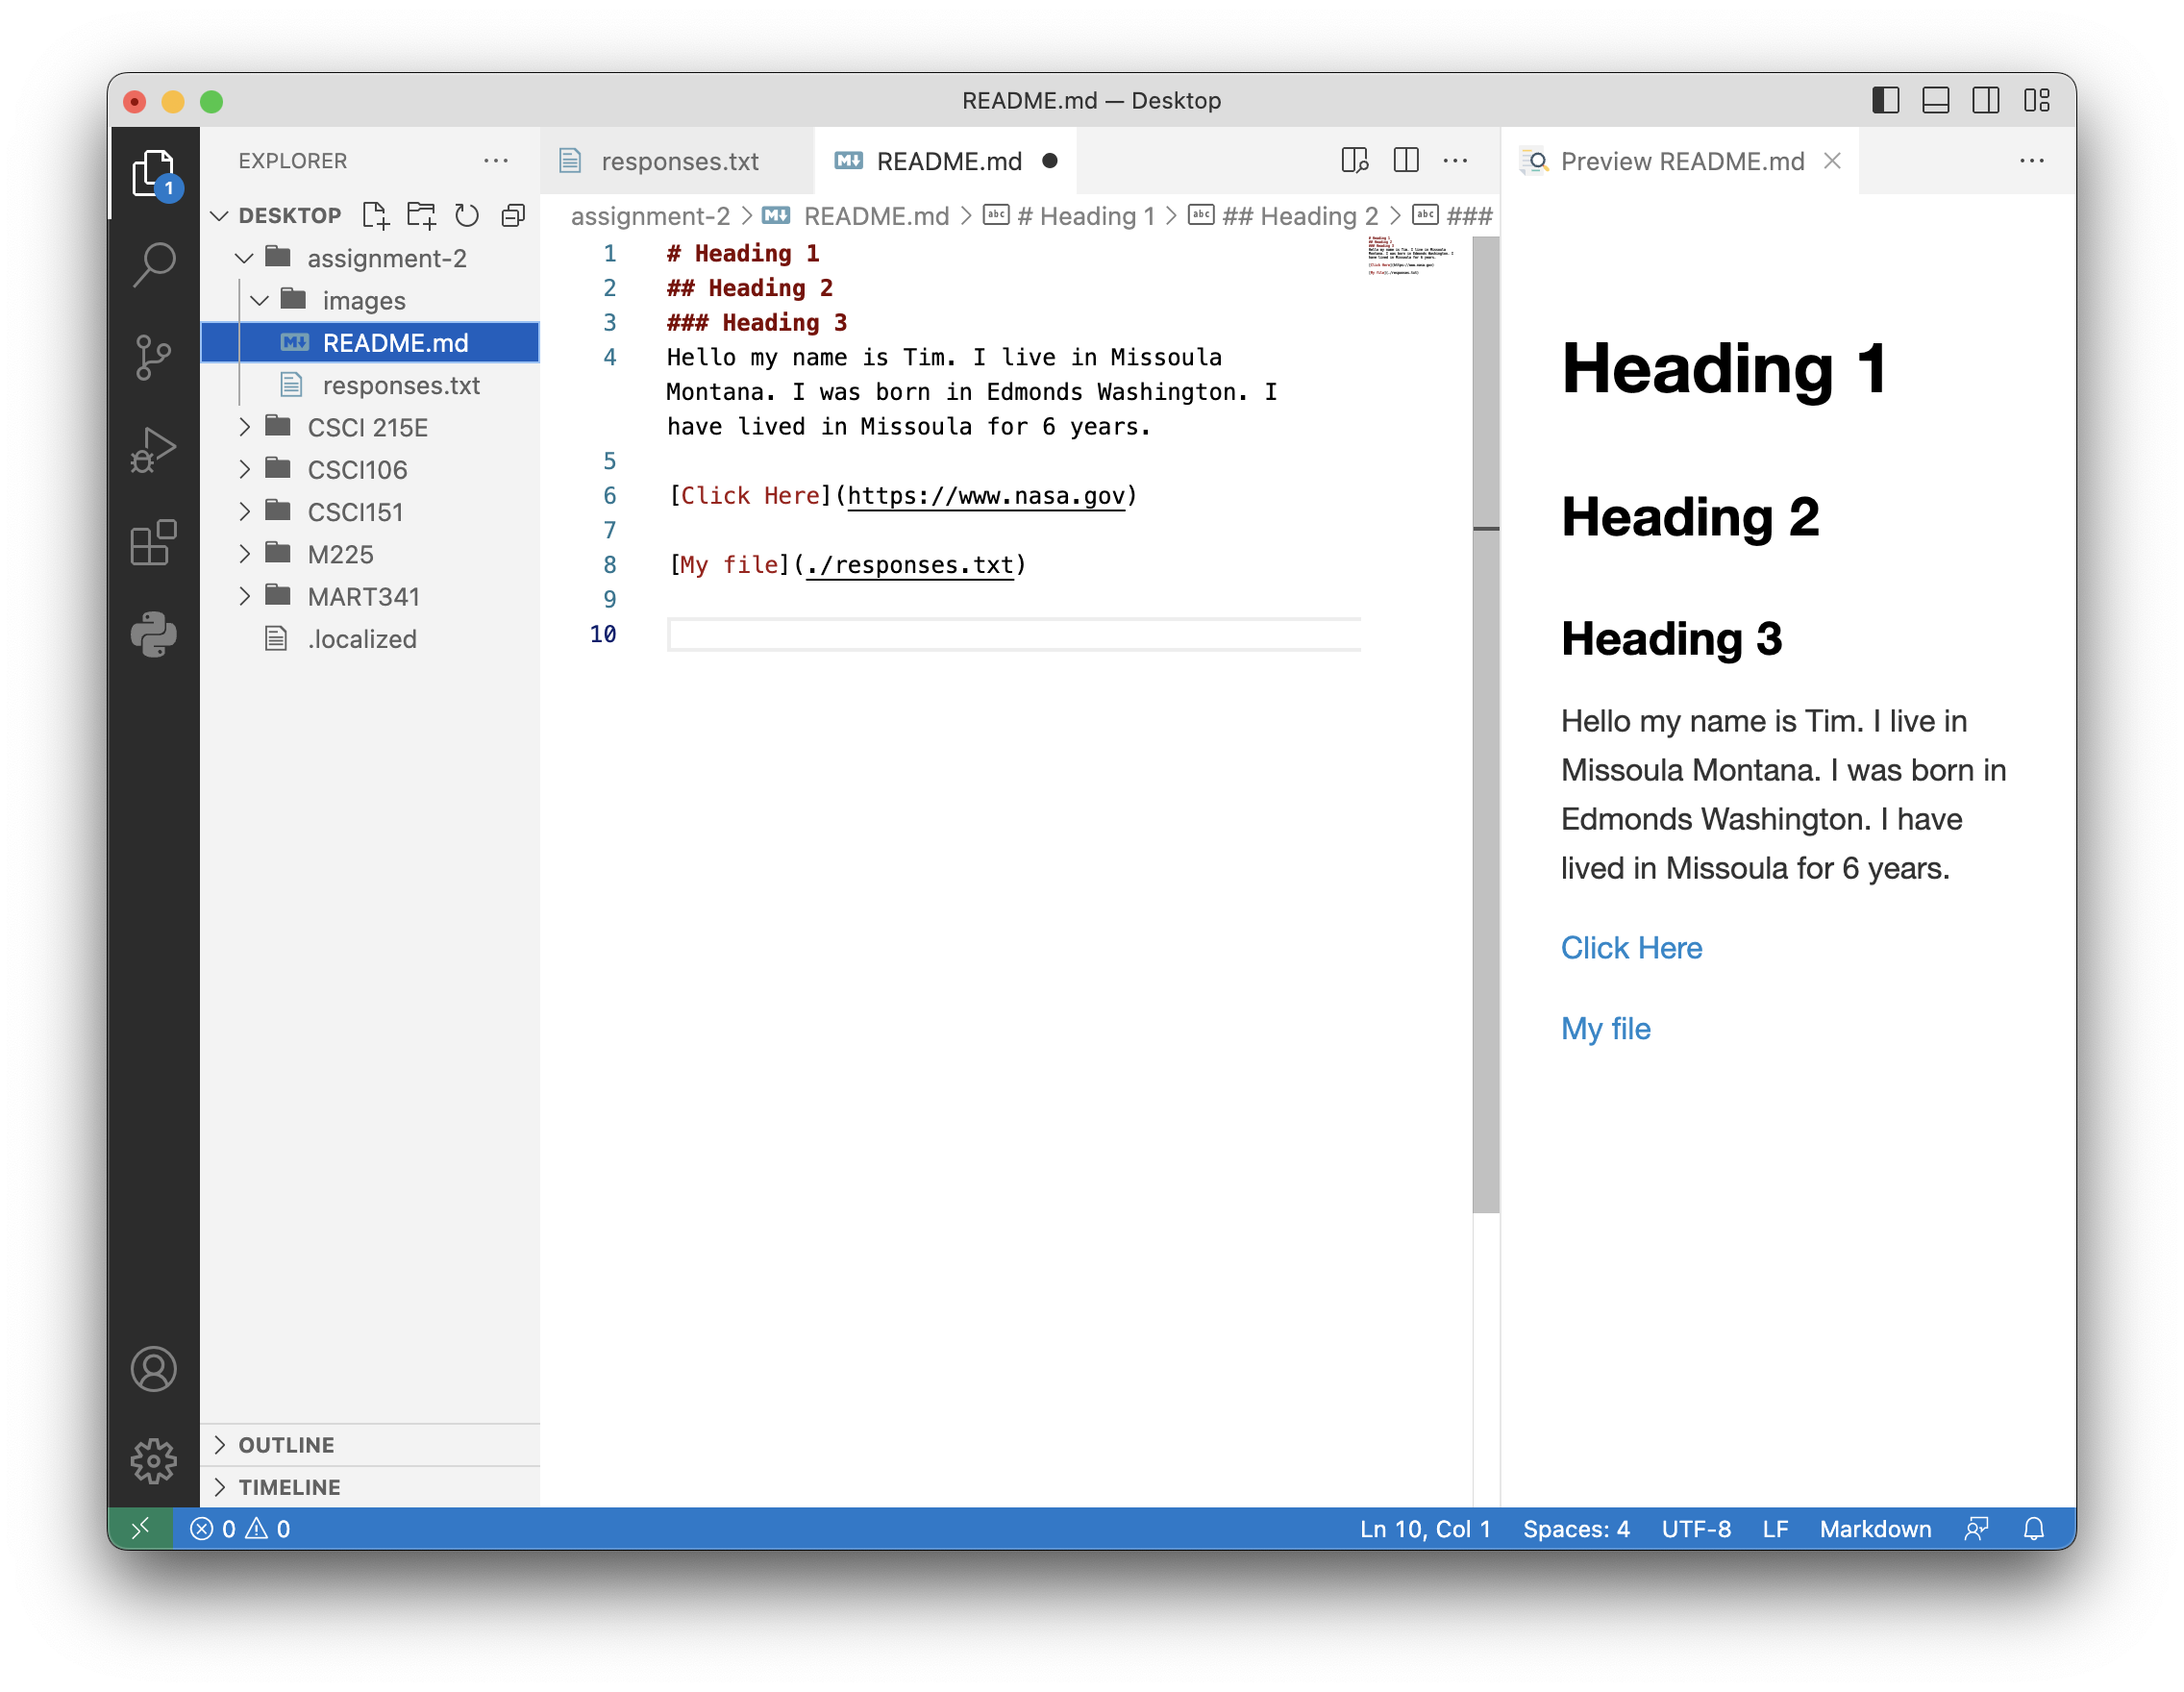 README.md — Desktop
EXPLORER
1
DESKTOP
assignment-2
images
README.md
responses.txt
CSCI 215E
CSCI106
CSCI151
M225
MART341
.localized
OUTLINE
TIMELINE
responses.txt
README.md
assignment-2 > README.md > # Heading 1 > ## Heading 2 > ###
1 # Heading 1
2 ## Heading 2
3 ### Heading 3
4 Hello my name is Tim. I live in Missoula
Montana. I was born in Edmonds Washington. I
have lived in Missoula for 6 years.
5
6 [Click Here](https://www.nasa.gov)
7
8 [My file](./responses.txt)
9
10
Preview README.md
Heading 1
Heading 2
Heading 3
Hello my name is Tim. I live in
Missoula Montana. I was born in
Edmonds Washington. I have
lived in Missoula for 6 years.
Click Here
My file
0 0
Ln 10, Col 1 Spaces: 4 UTF-8 LF Markdown